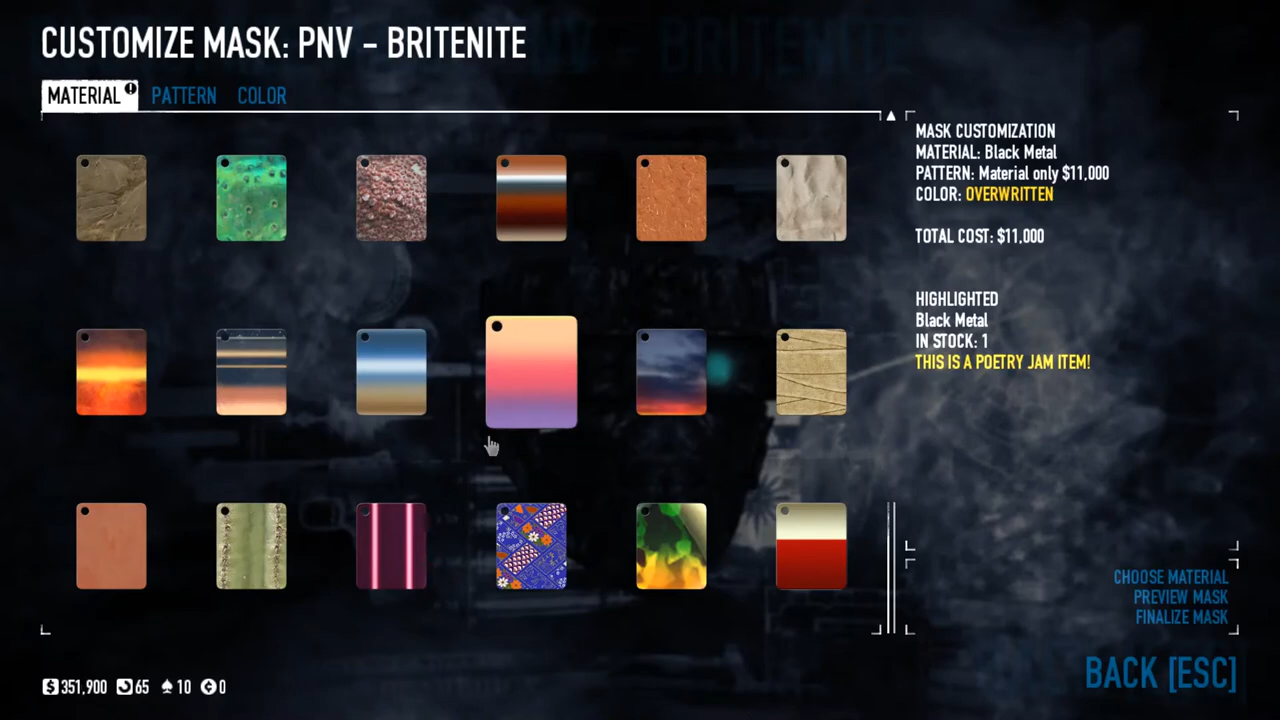 CUSTOMIZE MASK: PNV - BRITENITE
MATERIAL
PATTERN
COLOR
MASK CUSTOMIZATION
MATERIAL: Black Metal
PATTERN: Material only $11,000
COLOR: OVERWRITTEN
TOTAL COST: $11,000
HIGHLIGHTED
Black Metal
IN STOCK: 1
THIS IS A POETRY JAM ITEM!
CHOOSE MATERIAL
PREVIEW MASK
FINALIZE MASK
BACK [ESC]
$ 351,900 65 ♠ 10 C 0